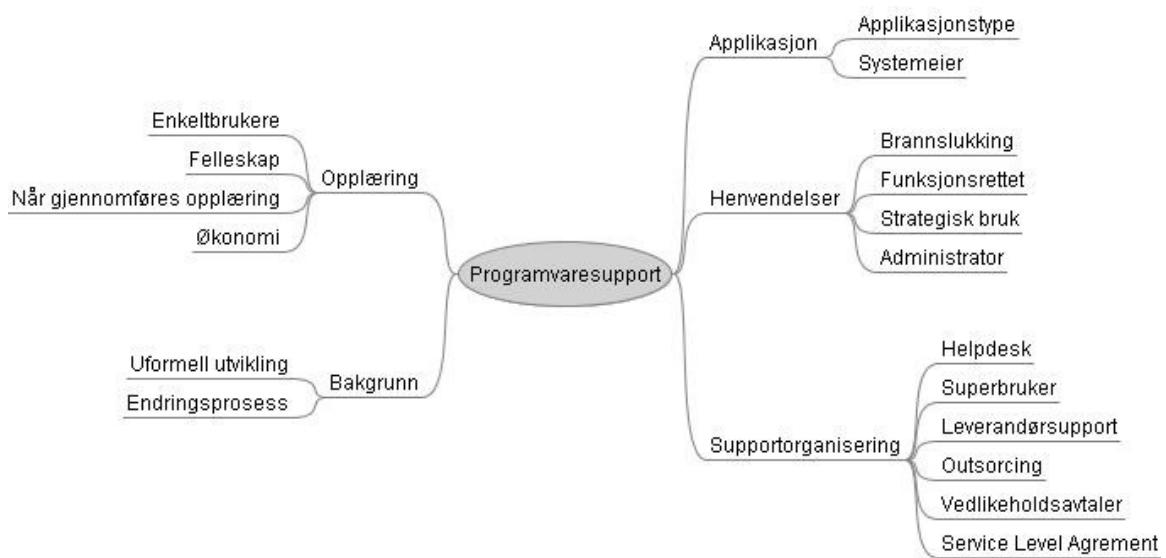 Applikasjonstype
Applikasjon
Systemeier
Enkeltbrukere
Felleskap
Opplæring
Når gjennomføres opplæring
Økonomi
Brannslukking
Funksjonsrettet
Henvendelser
Strategisk bruk
Administrator
Programvaresupport
Uformell utvikling
Bakgrunn
Endringsprosess
Helpdesk
Superbruker
Leverandørsupport
Supportorganisering
Outsorcing
Vedlikeholdsavtaler
Service Level Agrement